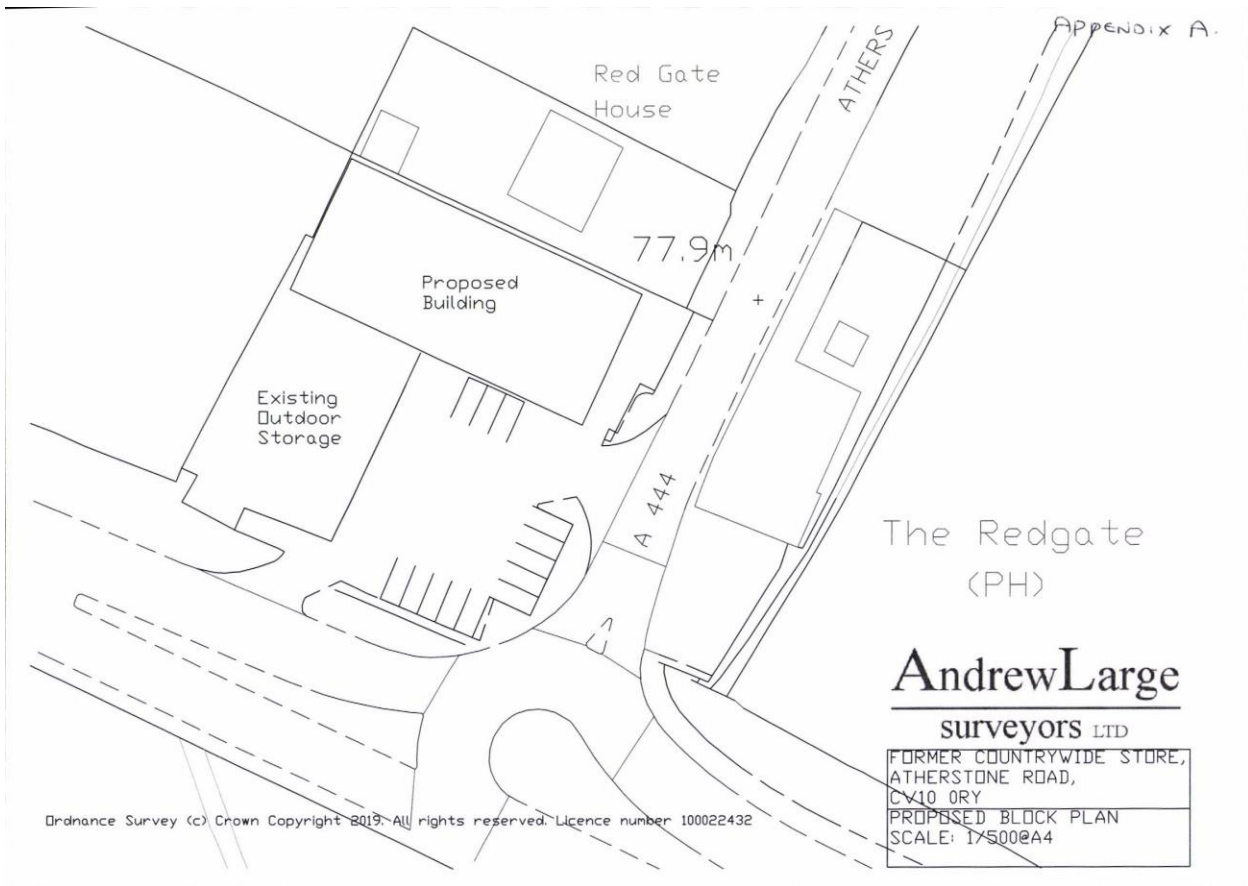 APPENDIX A.
Red Gate
House
ATHERS
77.9m
Proposed
Building
Existing
Outdoor
Storage
A 444
The Redgate
(PH)
AndrewLarge
surveyors LTD
FORMER COUNTRYWIDE STORE,
ATHERSTONE ROAD,
CV10 0RY
PROPOSED BLOCK PLAN
SCALE: 1/500@A4
Ordnance Survey (c) Crown Copyright 2019. All rights reserved. Licence number 100022432